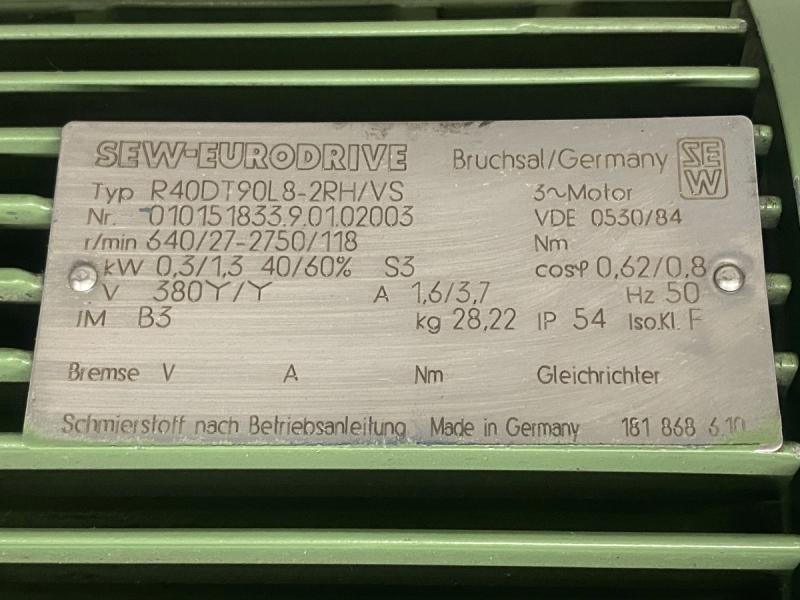 SEW-EURODRIVE Bruchsal/Germany SEW
Typ R40DT90L8-2RH/VS 3~Motor
Nr. 010151833.9.01.02003 VDE 0530/84
r/min 640/27-2750/118 Nm
kW 0,3/1,3 40/60% S3 cosφ 0,62/0,8
V 380Y/Y A 1,6/3,7 Hz 50
IM B3 kg 28,22 IP 54 Iso.Kl. F
Bremse V A Nm Gleichrichter
Schmierstoff nach Betriebsanleitung Made in Germany 181 868 6.10